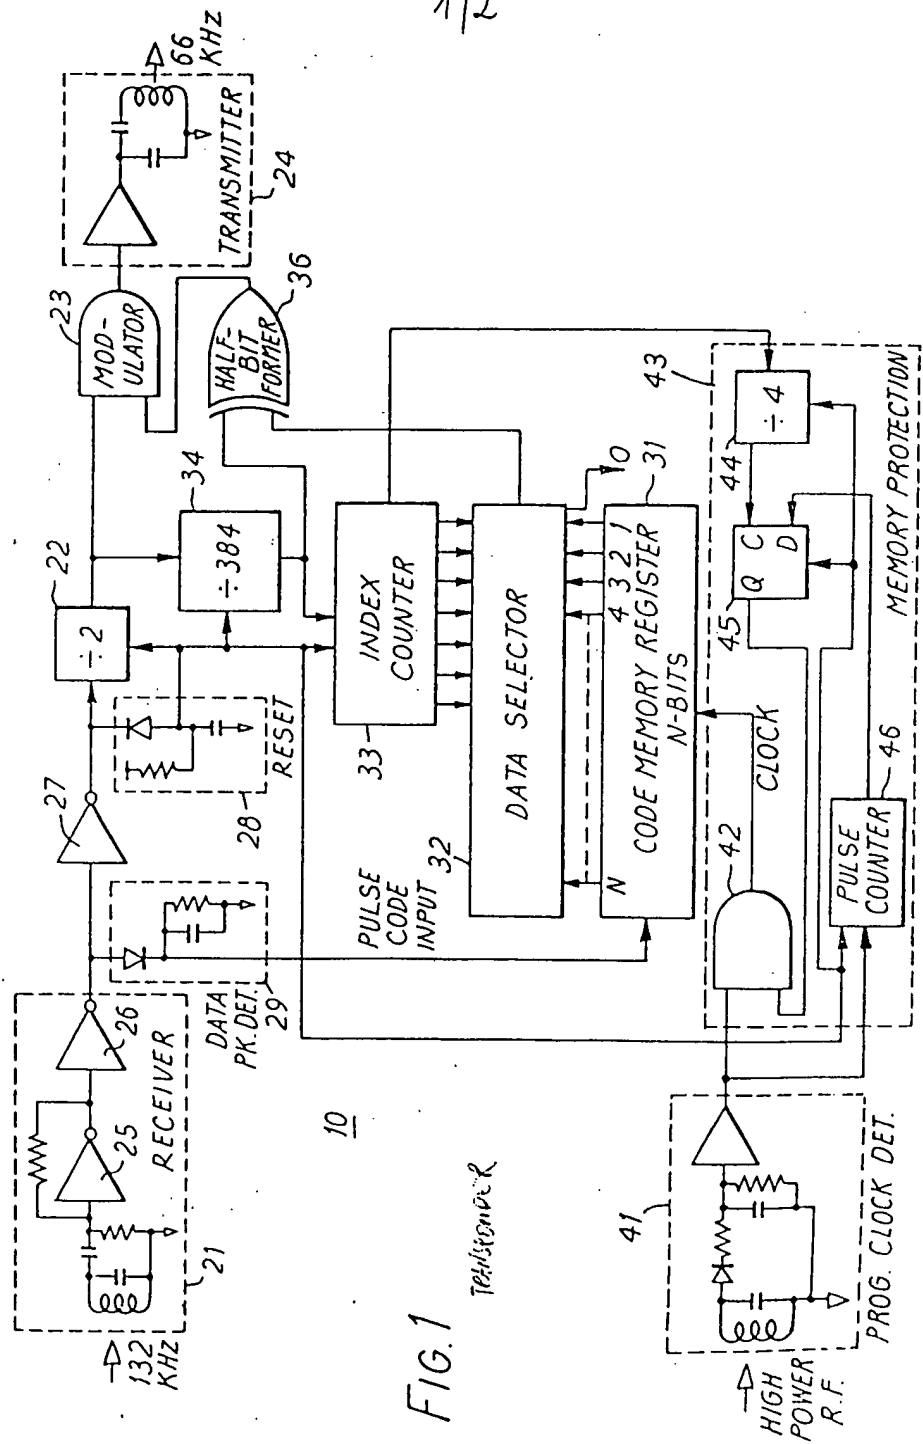 1/2
132
KHZ
21
RECEIVER
25
26
DATA
PK. DET.
29
27
28
RESET
22
÷2
34
÷384
23
MOD-
ULATOR
HALF-
BIT
FORMER
36
TRANSMITTER
24
66
KHZ
10
FIG. 1
TRANSPONDER
PULSE
CODE
INPUT
33
INDEX
COUNTER
32
DATA SELECTOR
O
N
4 3 2 1
31
CODE MEMORY REGISTER
N-BITS
CLOCK
HIGH
POWER
R.F.
41
PROG. CLOCK DET.
42
PULSE
COUNTER
46
45
Q C
D
44
÷4
43
MEMORY PROTECTION